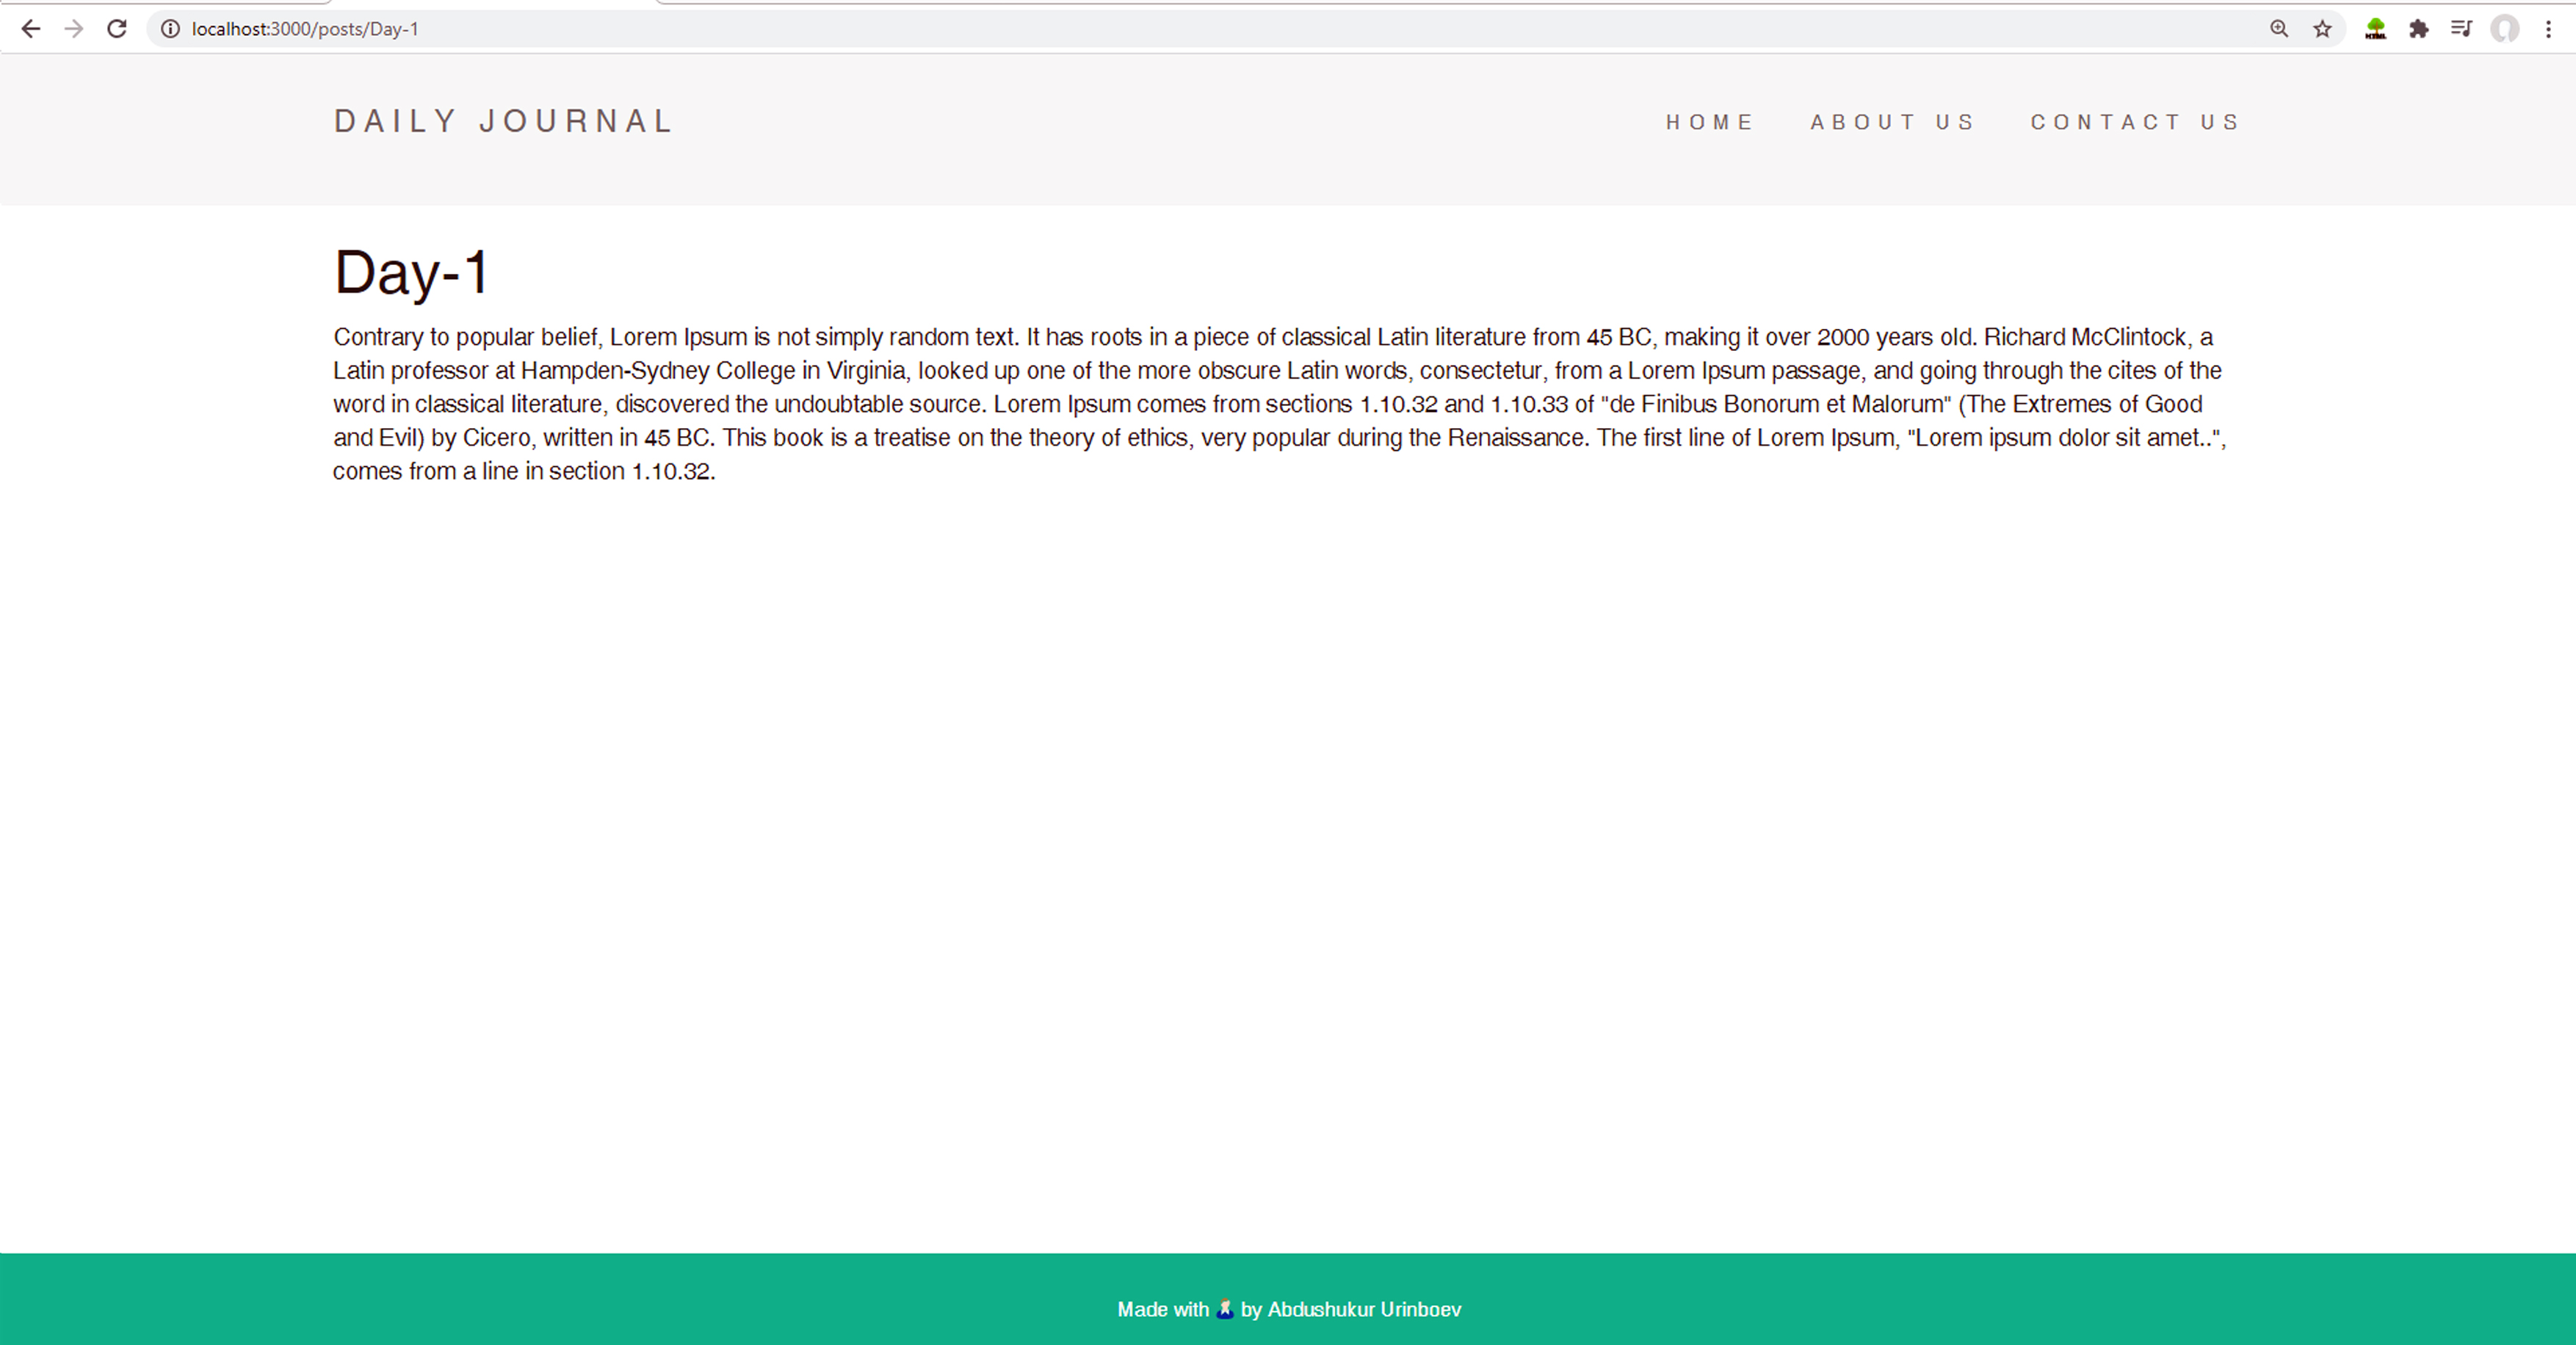 localhost:3000/posts/Day-1
HTML
DAILY JOURNAL
HOME ABOUT US CONTACT US
Day-1
Contrary to popular belief, Lorem Ipsum is not simply random text. It has roots in a piece of classical Latin literature from 45 BC, making it over 2000 years old. Richard McClintock, a
Latin professor at Hampden-Sydney College in Virginia, looked up one of the more obscure Latin words, consectetur, from a Lorem Ipsum passage, and going through the cites of the
word in classical literature, discovered the undoubtable source. Lorem Ipsum comes from sections 1.10.32 and 1.10.33 of "de Finibus Bonorum et Malorum" (The Extremes of Good
and Evil) by Cicero, written in 45 BC. This book is a treatise on the theory of ethics, very popular during the Renaissance. The first line of Lorem Ipsum, "Lorem ipsum dolor sit amet..",
comes from a line in section 1.10.32.
Made with by Abdushukur Urinboev